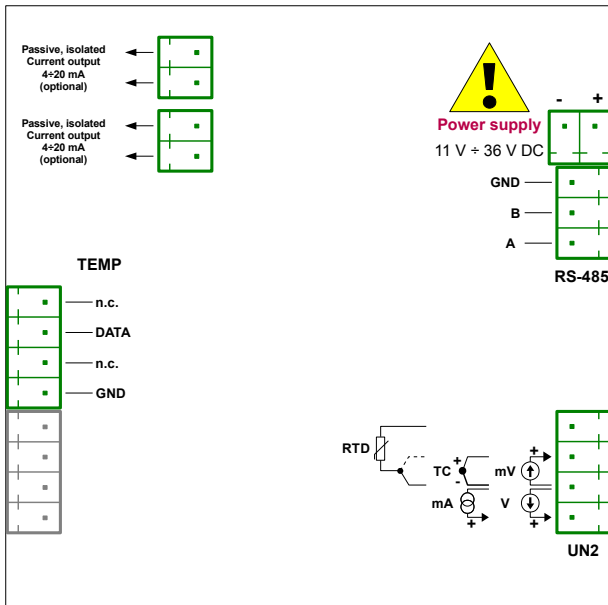 Passive, isolated
Current output
4÷20 mA
(optional)
Passive, isolated
Current output
4÷20 mA
(optional)
- +
Power supply
11 V ÷ 36 V DC
GND
B
A
RS-485
TEMP
n.c.
DATA
n.c.
GND
RTD
+
TC
-
mA
+
+
mV
V
+
UN2